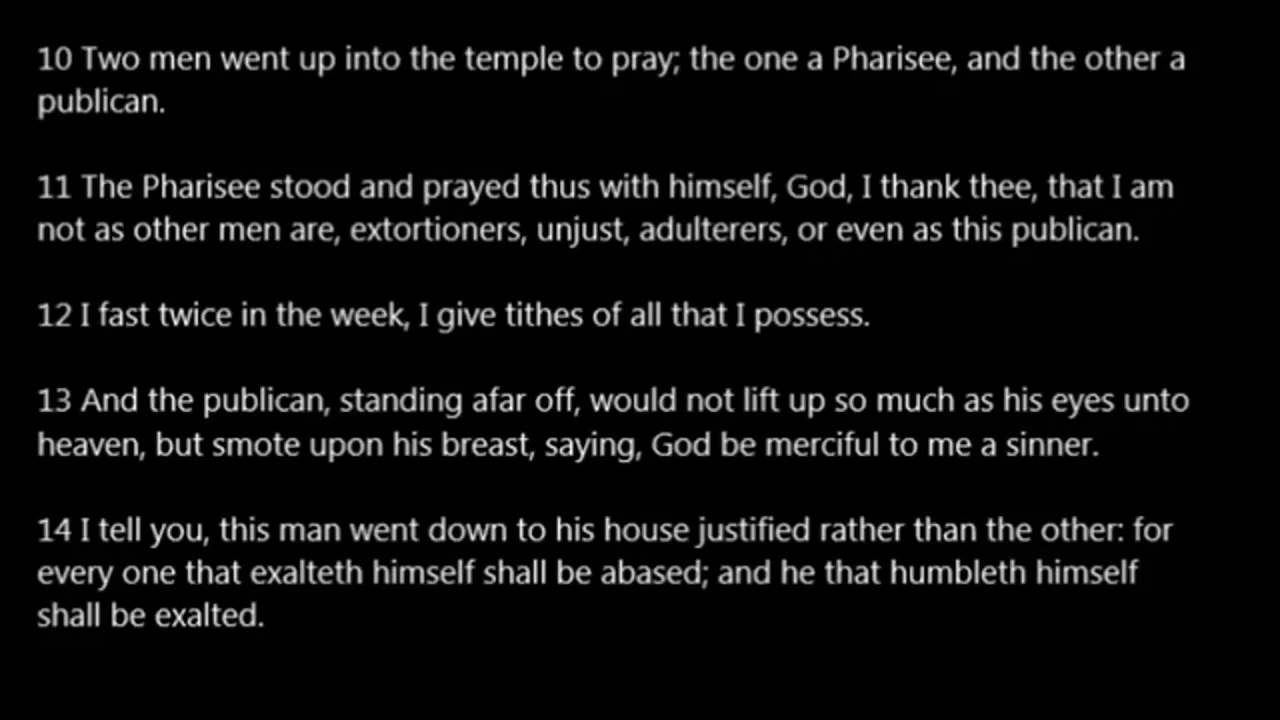 10 Two men went up into the temple to pray; the one a Pharisee, and the other a
publican.
11 The Pharisee stood and prayed thus with himself, God, I thank thee, that I am
not as other men are, extortioners, unjust, adulterers, or even as this publican.
12 I fast twice in the week, I give tithes of all that I possess.
13 And the publican, standing afar off, would not lift up so much as his eyes unto
heaven, but smote upon his breast, saying, God be merciful to me a sinner.
14 I tell you, this man went down to his house justified rather than the other: for
every one that exalteth himself shall be abased; and he that humbleth himself
shall be exalted.